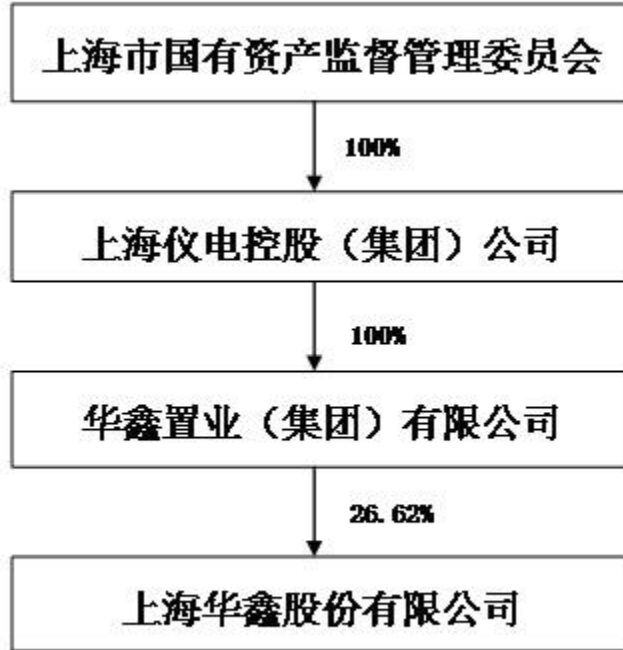 上海市国有资产监督管理委员会
100%
上海仪电控股（集团）公司
100%
华鑫置业（集团）有限公司
26.62%
上海华鑫股份有限公司